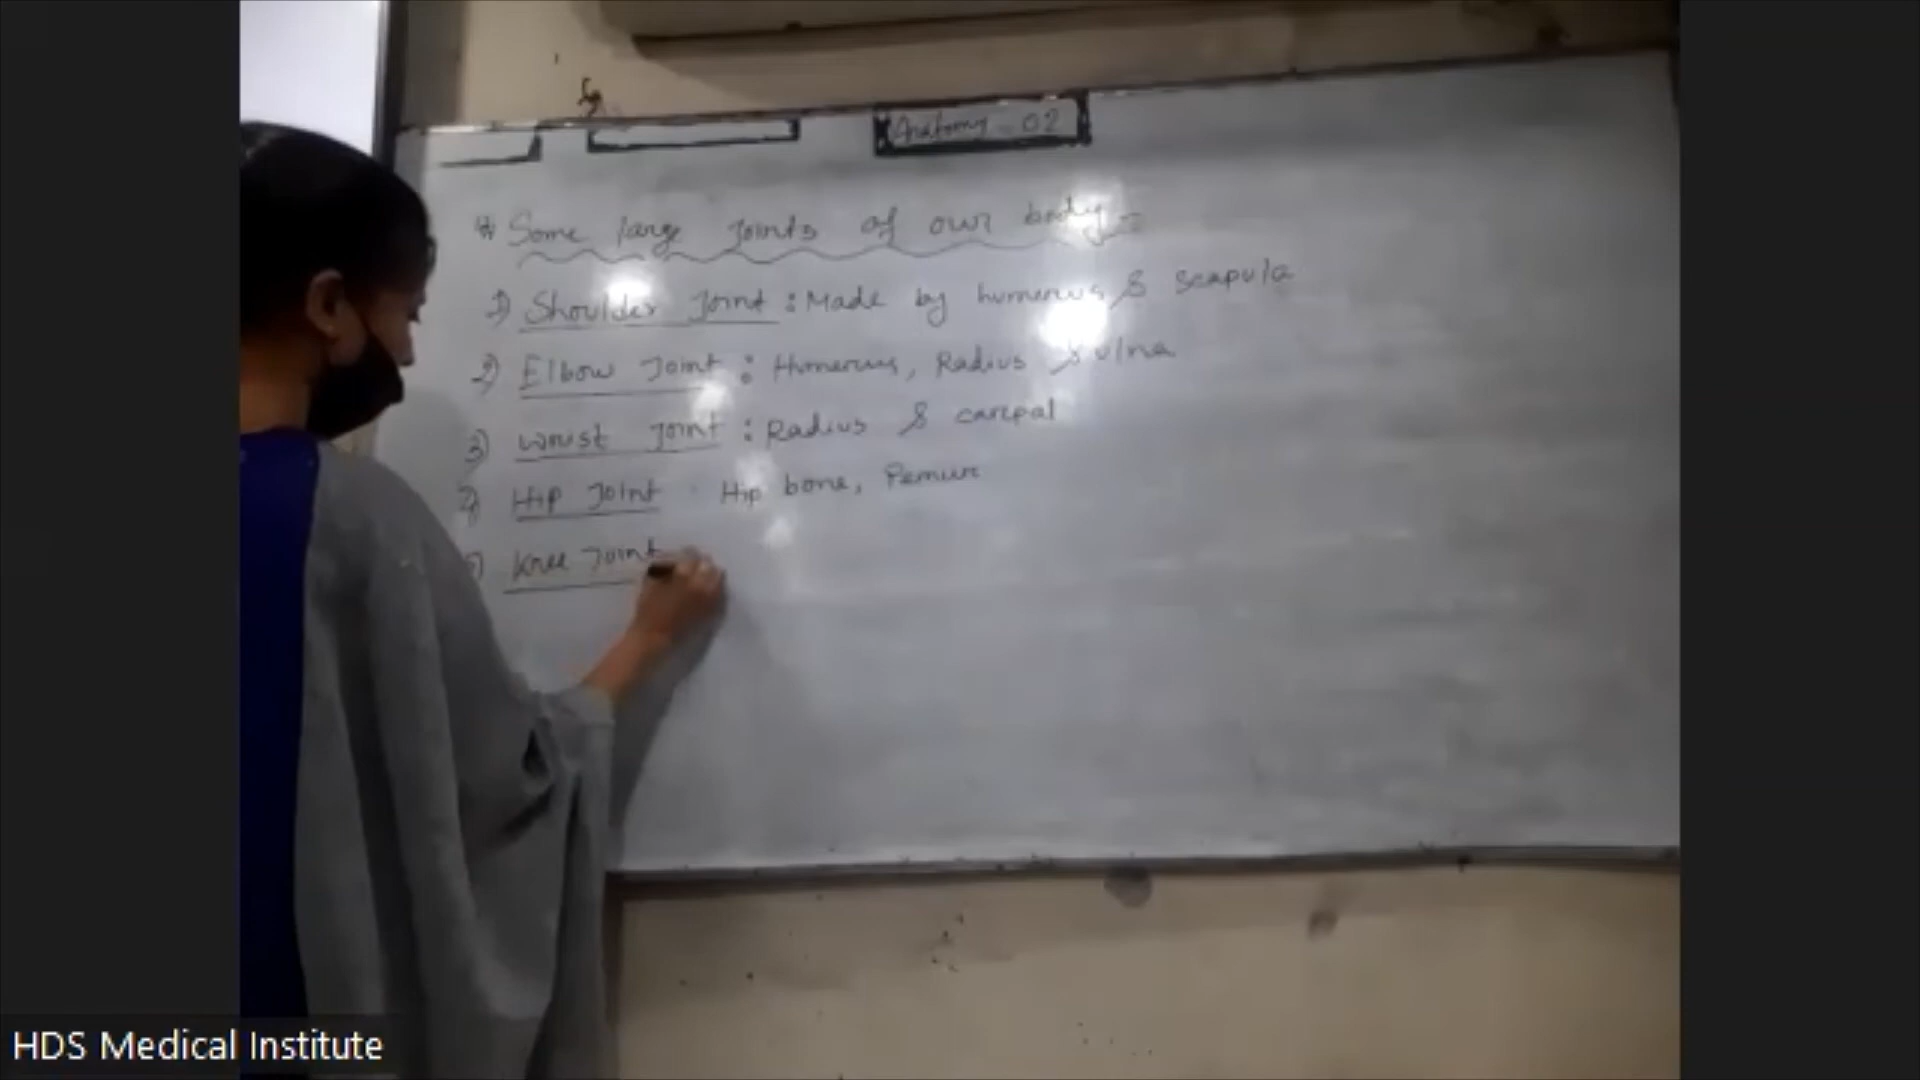 Anatomy - 02
# Some large Joints of our body :-
1) Shoulder Joint : Made by humerus & scapula
2) Elbow Joint : Humerus, Radius & ulna
3) Wrist Joint : Radius & carpal
4) Hip Joint : Hip bone, Femur
5) Knee Joint
HDS Medical Institute